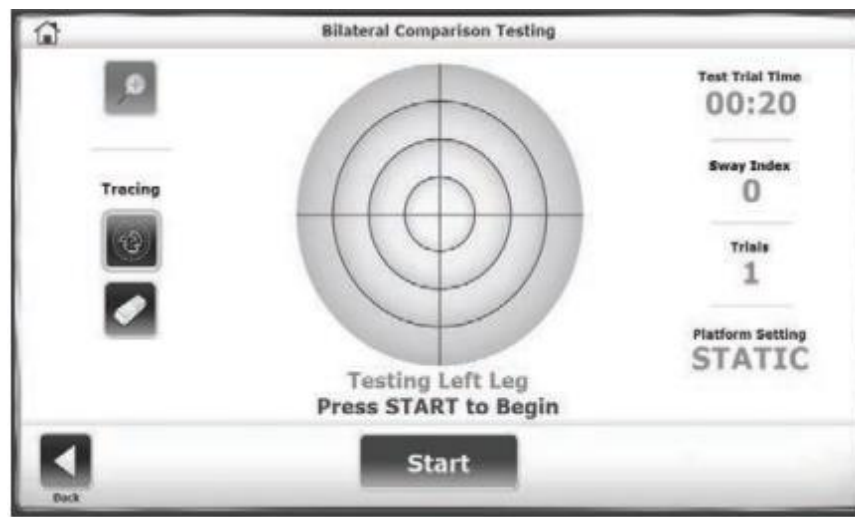 Bilateral Comparison Testing
Tracing
Testing Left Leg
Press START to Begin
Test Trial Time
00:20
Sway Index
0
Trials
1
Platform Setting
STATIC
Back
Start